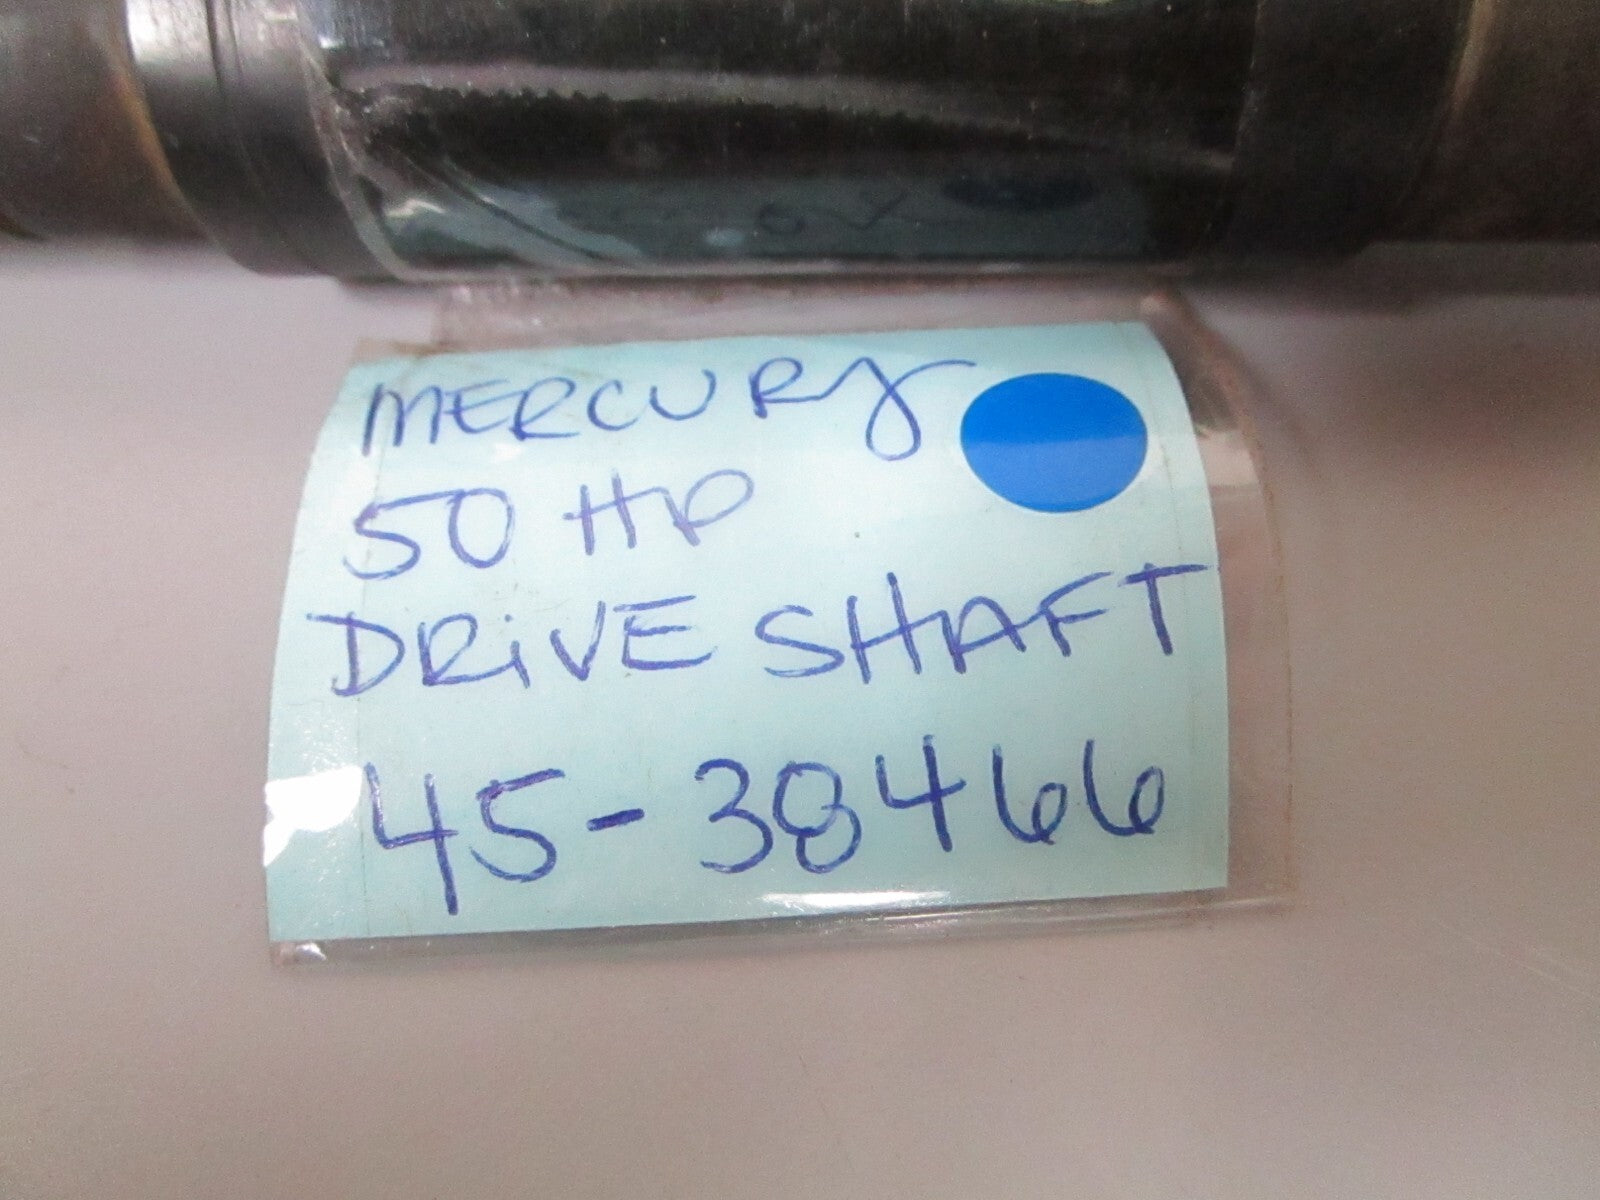 MERCURY
50 HP
DRiVE SHAFT
45-38466